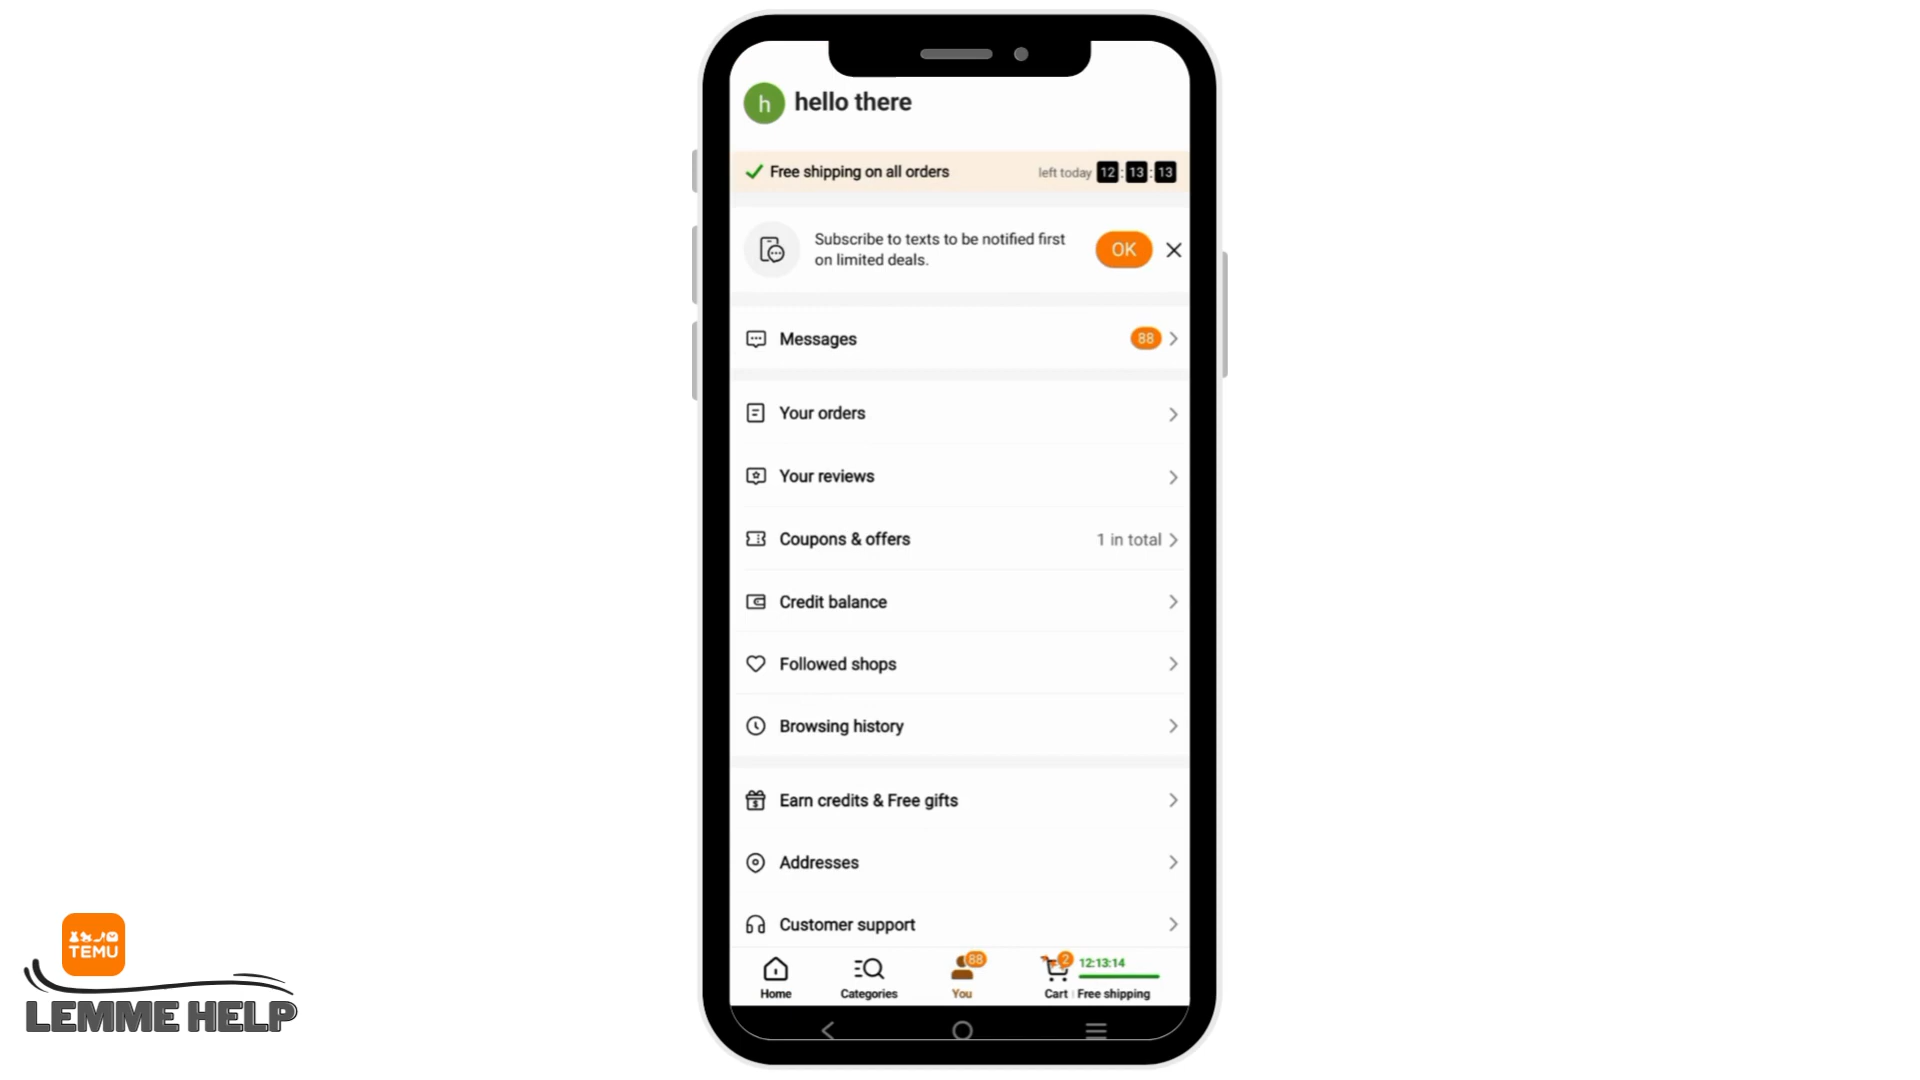 h hello there
Free shipping on all orders left today 12:13:13
Subscribe to texts to be notified first OK
on limited deals.
Messages 88
Your orders
Your reviews
Coupons & offers 1 in total
Credit balance
Followed shops
Browsing history
Earn credits & Free gifts
Addresses
Customer support
88 2 12:13:14
Home Categories You Cart Free shipping
TEMU
LEMME HELP